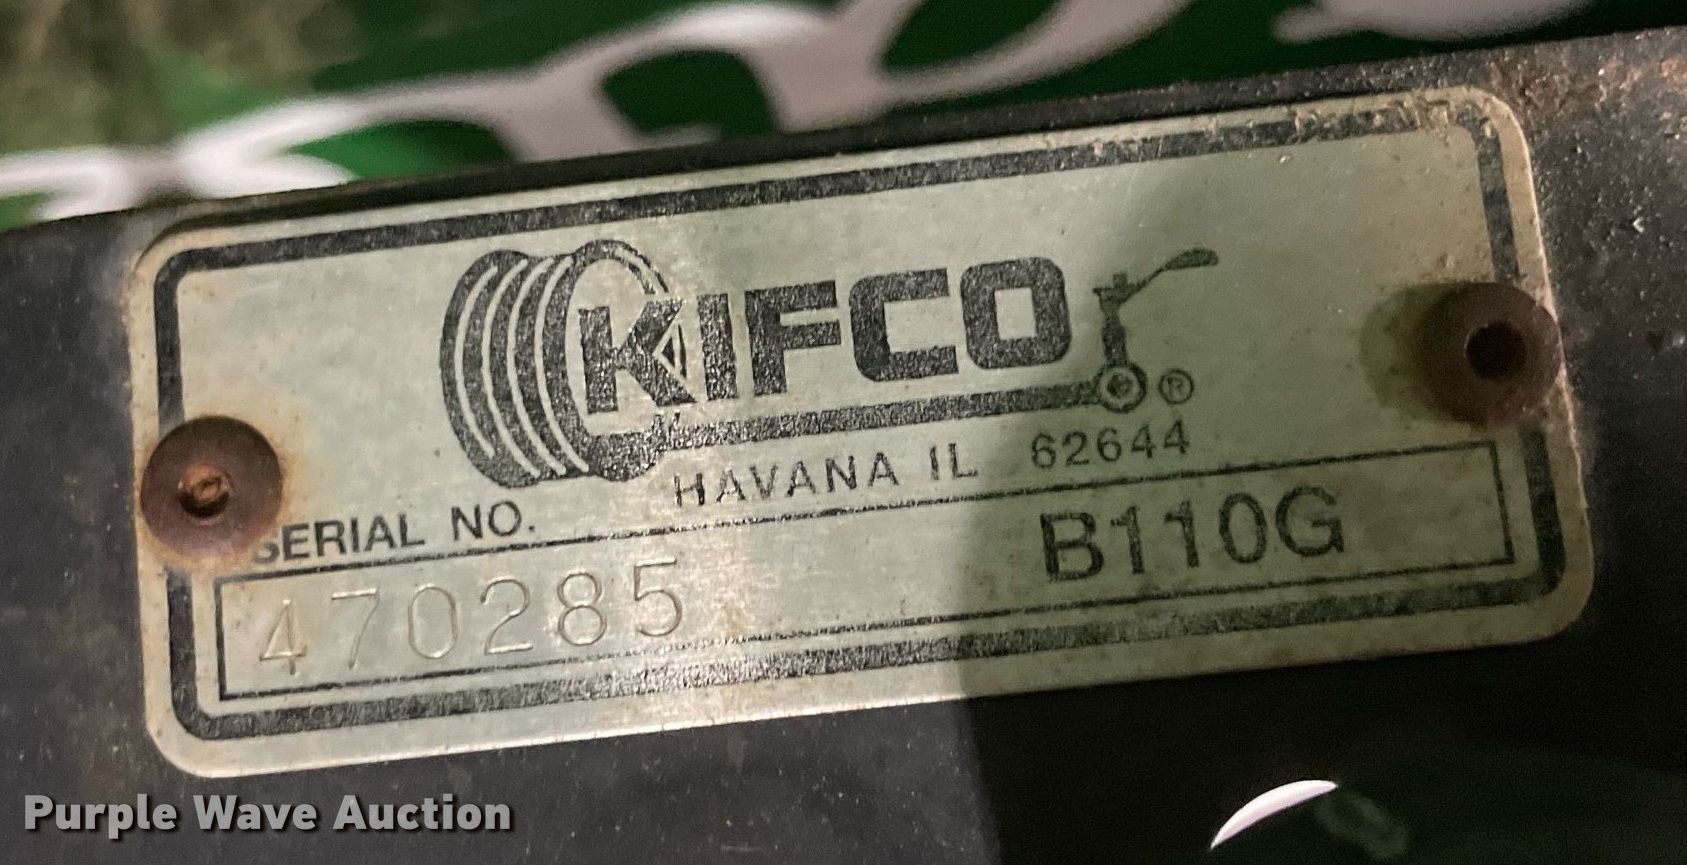 KIFCO ®
HAVANA IL 62644
SERIAL NO.
470285 B110G
Purple Wave Auction